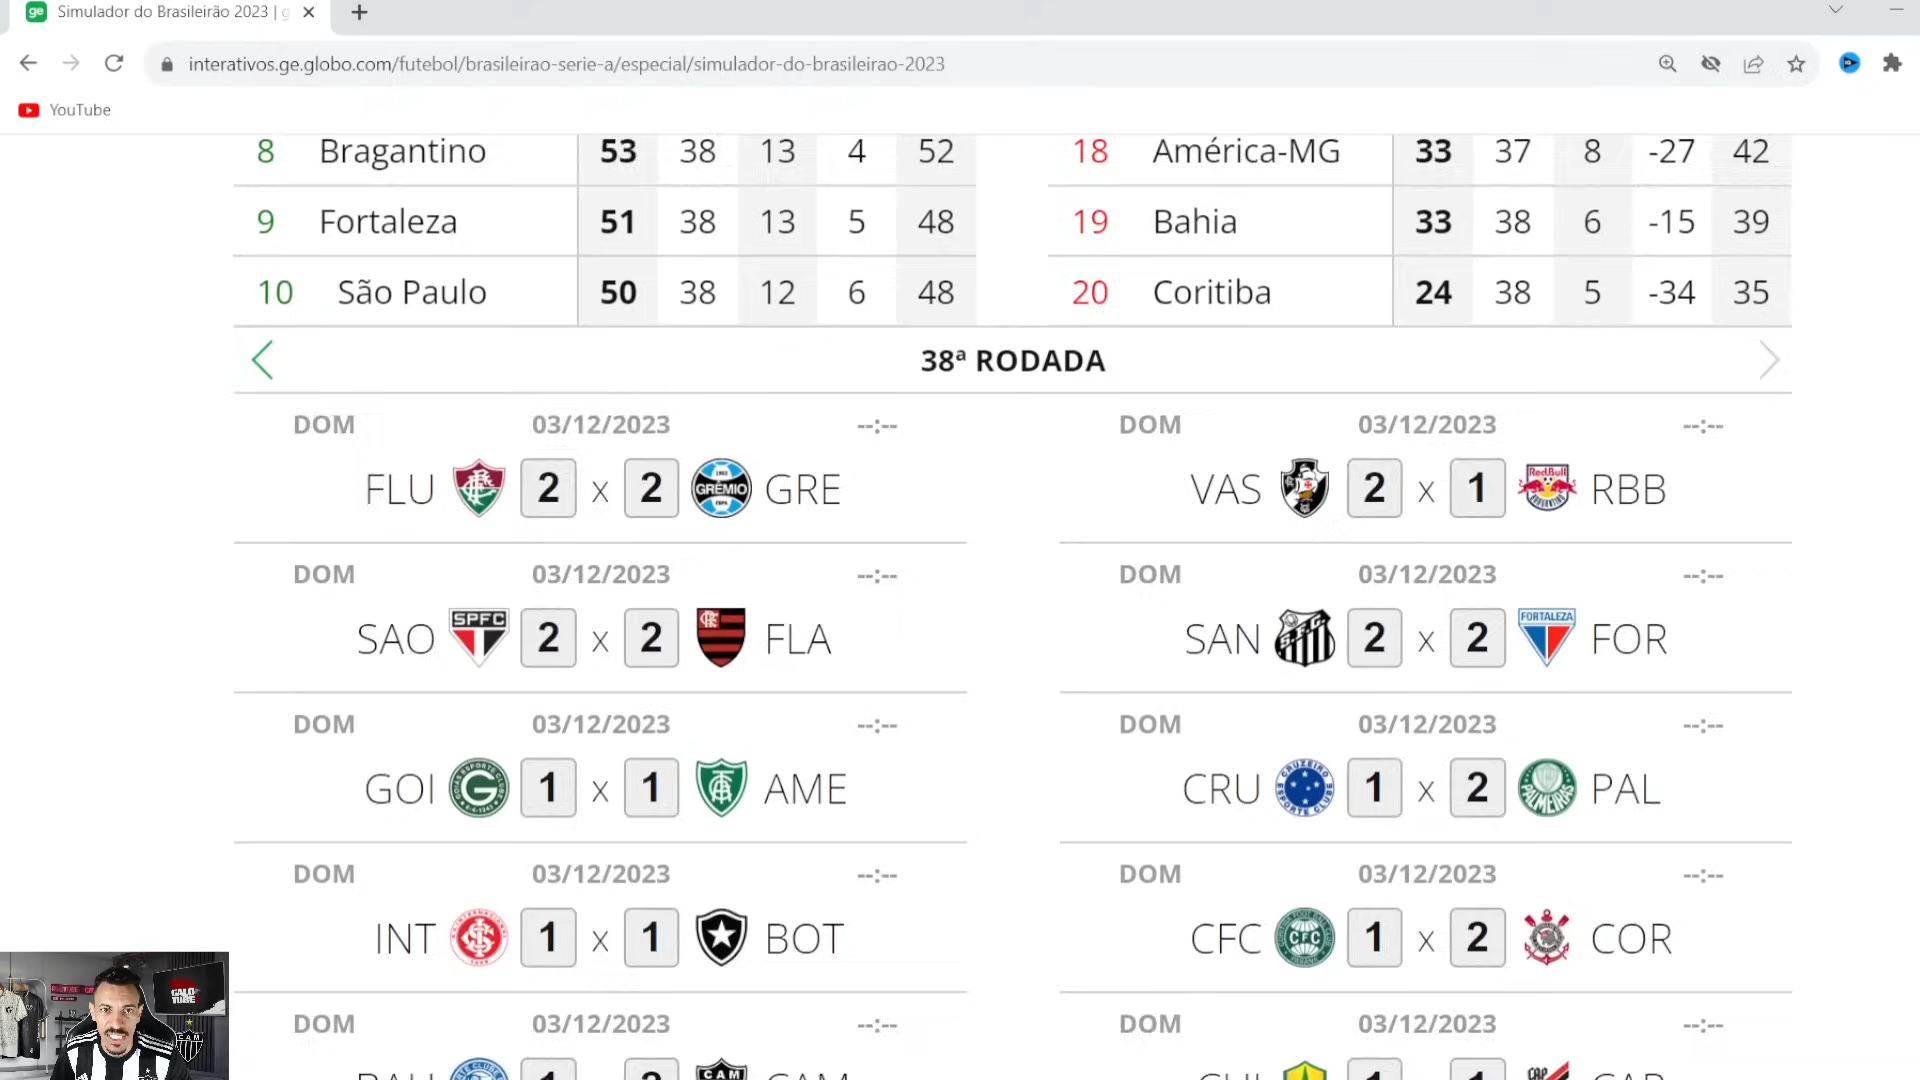 Simulador do Brasileirão 2023 | g
interativos.ge.globo.com/futebol/brasileirao-serie-a/especial/simulador-do-brasileirao-2023
YouTube
8 Bragantino 53 38 13 4 52 18 América-MG 33 37 8 -27 42
9 Fortaleza 51 38 13 5 48 19 Bahia 33 38 6 -15 39
10 São Paulo 50 38 12 6 48 20 Coritiba 24 38 5 -34 35
38ª RODADA
DOM 03/12/2023 --:-- DOM 03/12/2023 --:--
FLU 2 x 2 GRE VAS 2 x 1 RBB
DOM 03/12/2023 --:-- DOM 03/12/2023 --:--
SAO 2 x 2 FLA SAN 2 x 2 FOR
DOM 03/12/2023 --:-- DOM 03/12/2023 --:--
GOI 1 x 1 AME CRU 1 x 2 PAL
DOM 03/12/2023 --:-- DOM 03/12/2023 --:--
INT 1 x 1 BOT CFC 1 x 2 COR
DOM 03/12/2023 --:-- DOM 03/12/2023 --:--